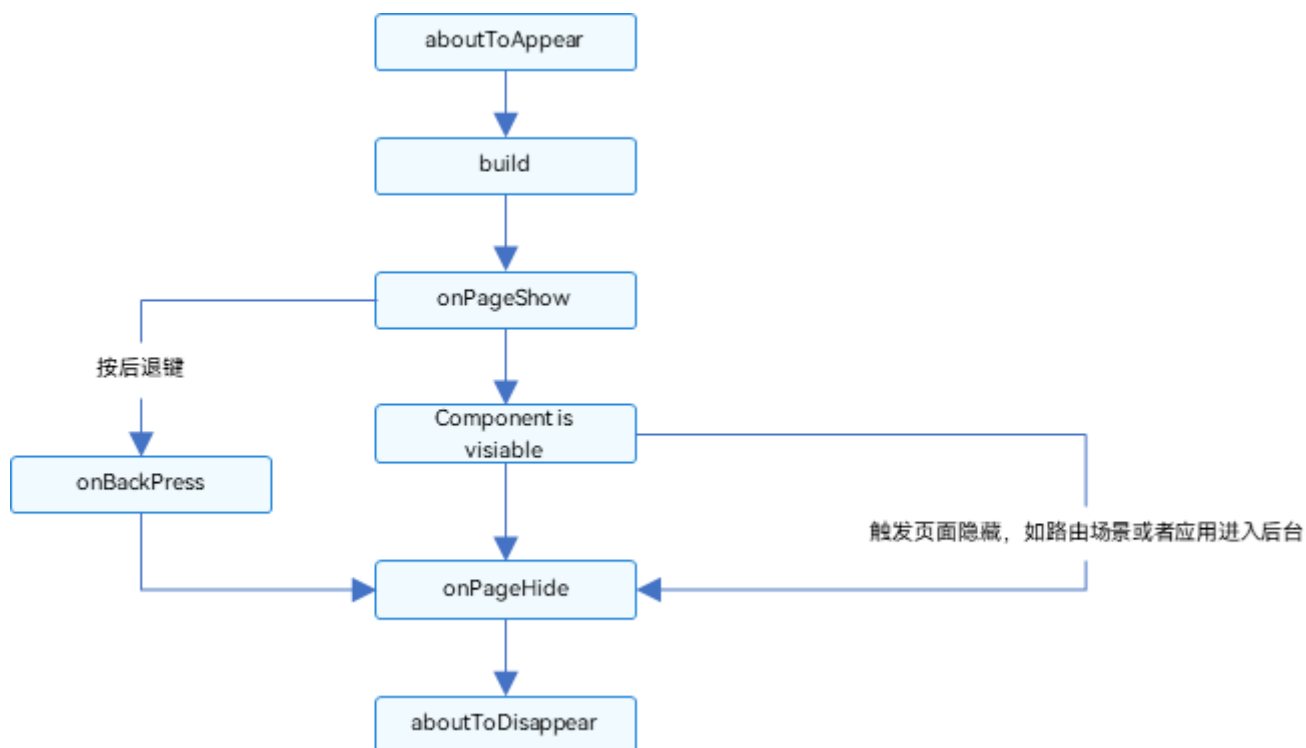 aboutToAppear
build
onPageShow
按后退键
Component is
visiable
onBackPress
触发页面隐藏，如路由场景或者应用进入后台
onPageHide
aboutToDisappear